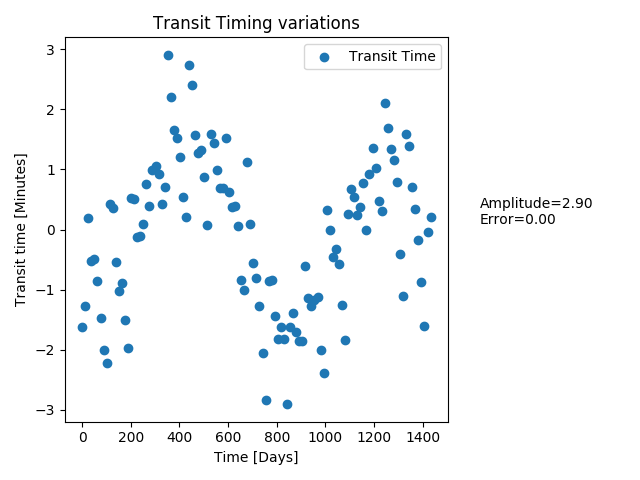 Transit Timing variations
Transit Time
Transit time [Minutes]
3
2
1
0
−1
−2
−3
0 200 400 600 800 1000 1200 1400
Time [Days]
Amplitude=2.90
Error=0.00